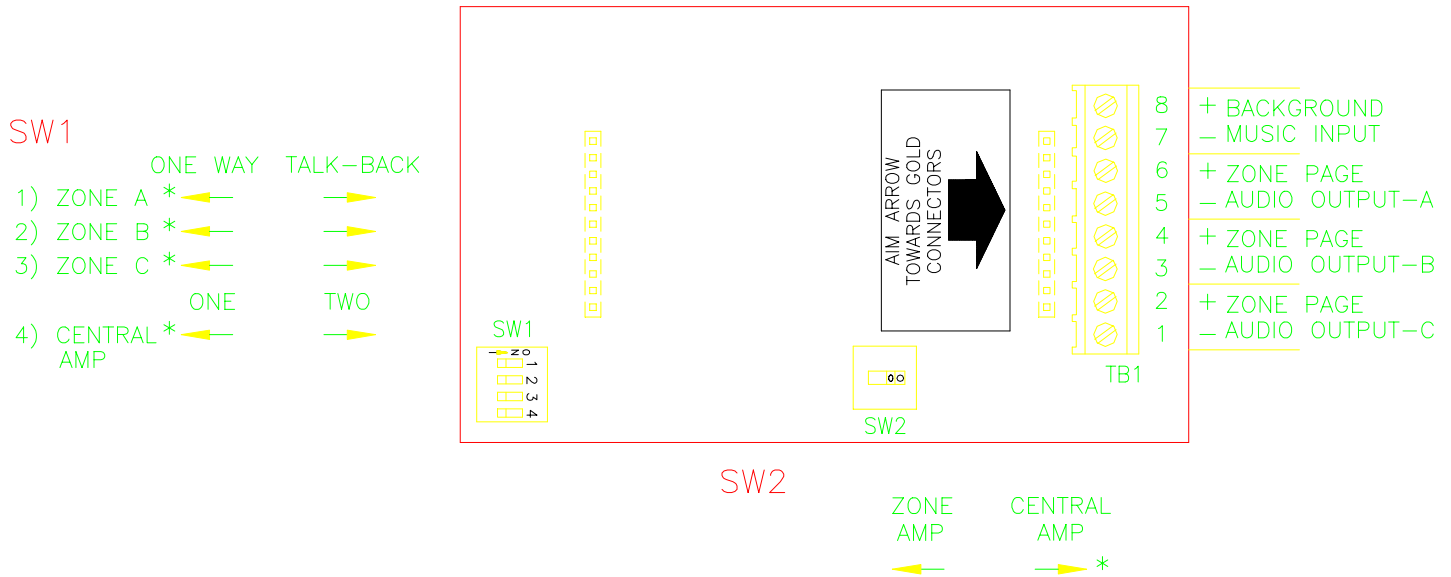 SW1
ONE WAY TALK-BACK
1) ZONE A *
2) ZONE B *
3) ZONE C *
ONE TWO
4) CENTRAL *
AMP
SW1
ON
1
2
3
4
AIM ARROW
TOWARDS GOLD
CONNECTORS
SW2
8 + BACKGROUND
7 - MUSIC INPUT
6 + ZONE PAGE
5 - AUDIO OUTPUT-A
4 + ZONE PAGE
3 - AUDIO OUTPUT-B
2 + ZONE PAGE
1 - AUDIO OUTPUT-C
TB1
SW2
ZONE CENTRAL
AMP AMP
*